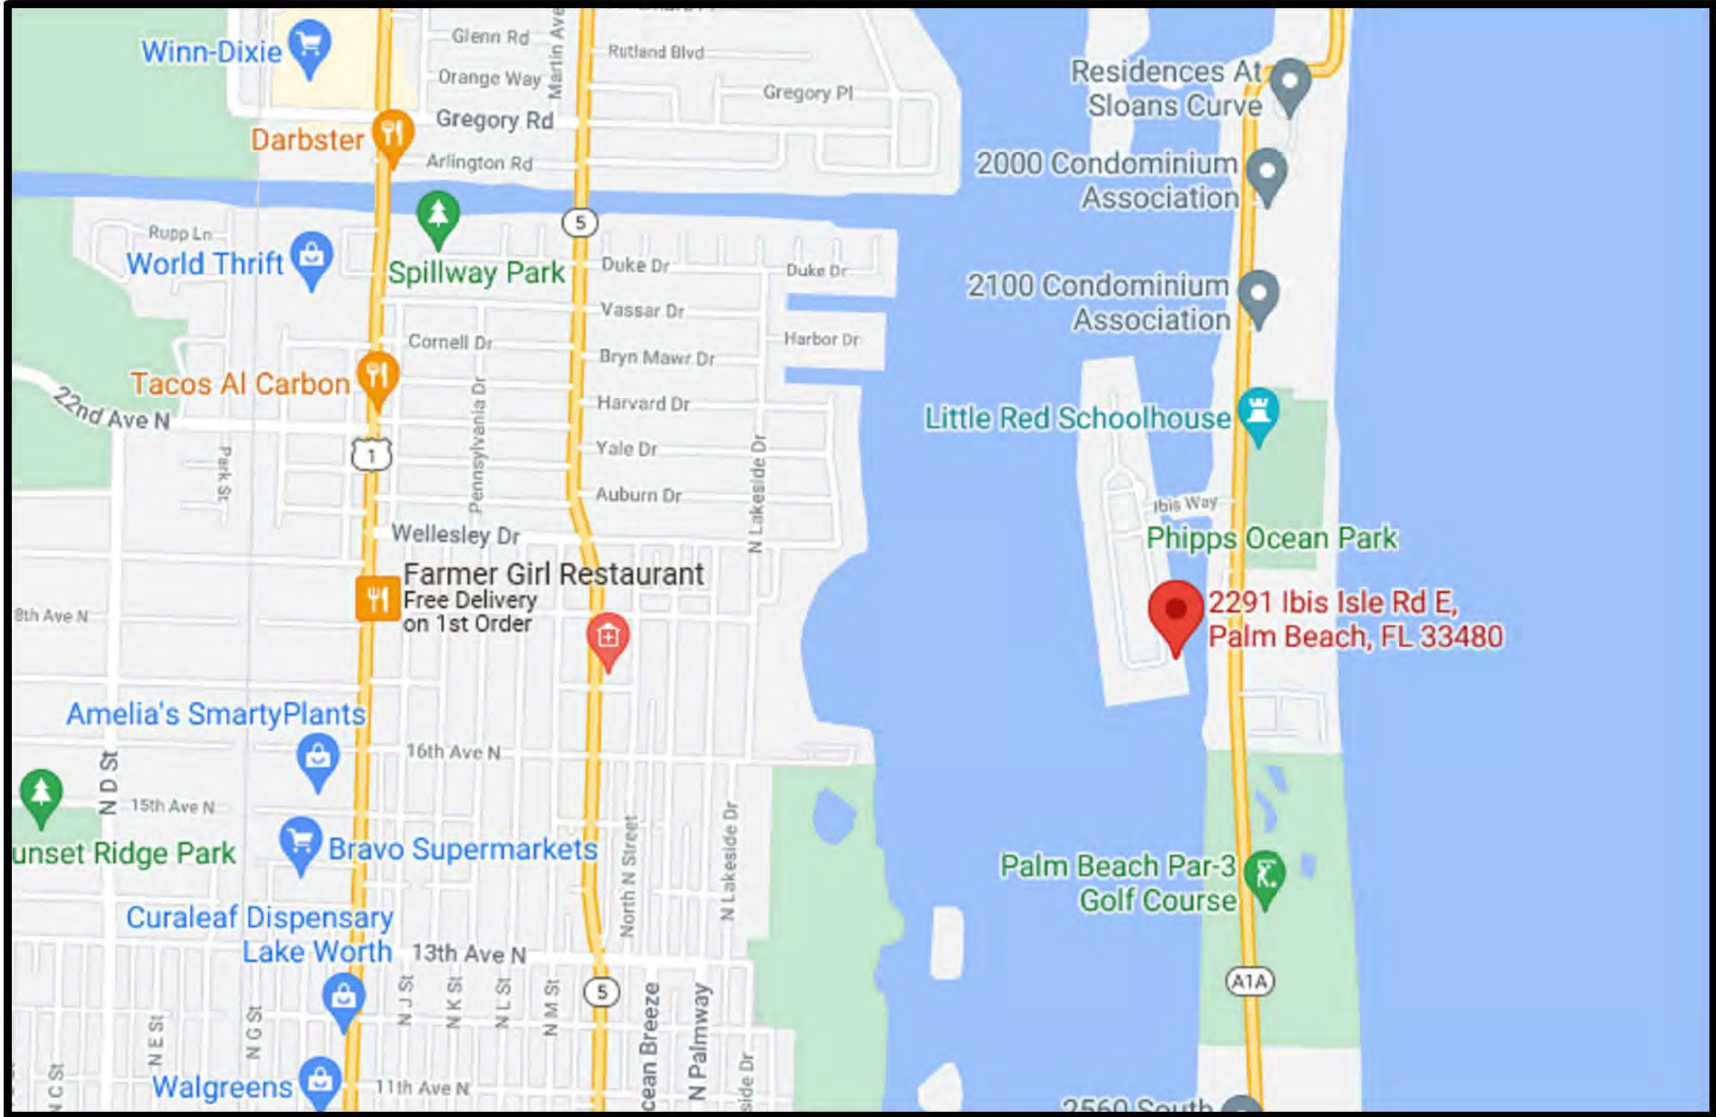 Winn-Dixie
Glenn Rd
Martin Ave
Rutland Blvd
Orange Way
Gregory Pl
Residences At
Sloans Curve
Darbster
Gregory Rd
Arlington Rd
2000 Condominium
Association
5
Rupp Ln
World Thrift
Spillway Park
Duke Dr
Duke Dr
Vassar Dr
2100 Condominium
Association
Cornell Dr
Harbor Dr
Bryn Mawr Dr
Tacos Al Carbon
22nd Ave N
Pennsylvania Dr
Harvard Dr
Little Red Schoolhouse
1
Park St
Yale Dr
N Lakeside Dr
Auburn Dr
Ibis Way
Wellesley Dr
Phipps Ocean Park
Farmer Girl Restaurant
Free Delivery
on 1st Order
8th Ave N
2291 Ibis Isle Rd E,
Palm Beach, FL 33480
Amelia's SmartyPlants
16th Ave N
N D St
15th Ave N
unset Ridge Park
Bravo Supermarkets
North N Street
N Lakeside Dr
Palm Beach Par-3
Golf Course
Curaleaf Dispensary
Lake Worth
13th Ave N
A1A
N J St
N K St
N L St
N M St
5
cean Breeze
N Palmway
N E St
N G St
N C St
Walgreens
11th Ave N
side Dr
2560 South